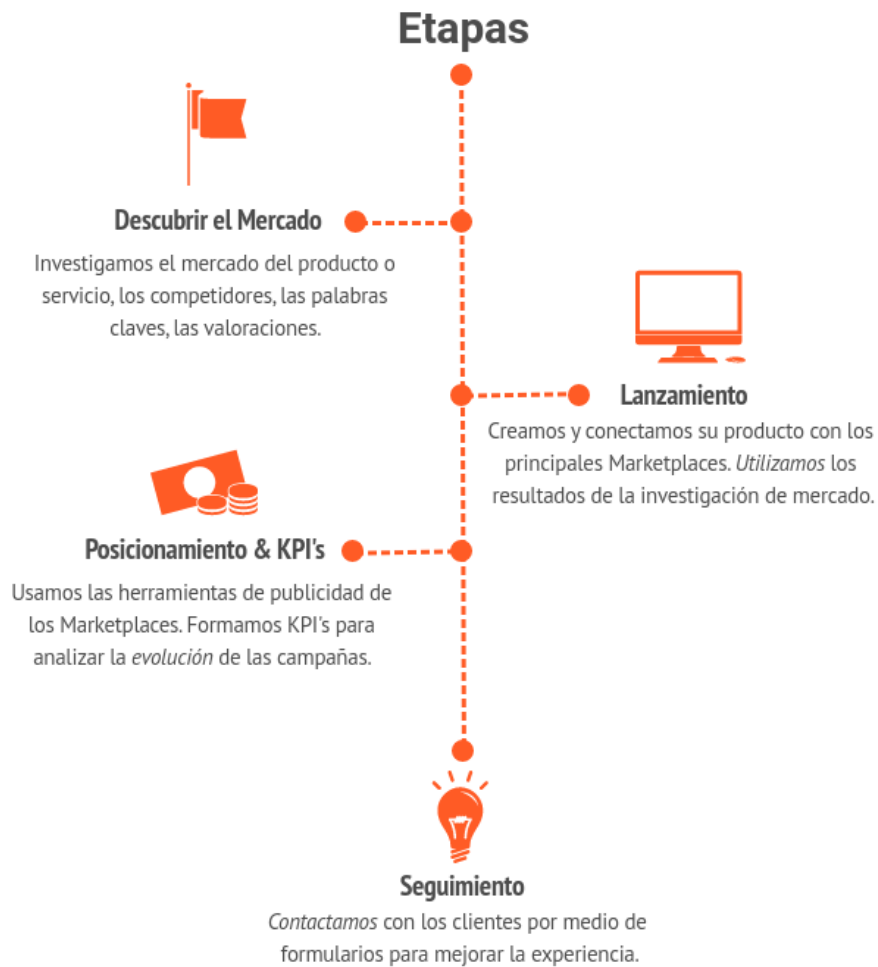 Etapas
Descubrir el Mercado
Investigamos el mercado del producto o
servicio, los competidores, las palabras
claves, las valoraciones.
Lanzamiento
Creamos y conectamos su producto con los
principales Marketplaces. Utilizamos los
resultados de la investigación de mercado.
Posicionamiento & KPI's
Usamos las herramientas de publicidad de
los Marketplaces. Formamos KPI's para
analizar la evolución de las campañas.
Seguimiento
Contactamos con los clientes por medio de
formularios para mejorar la experiencia.